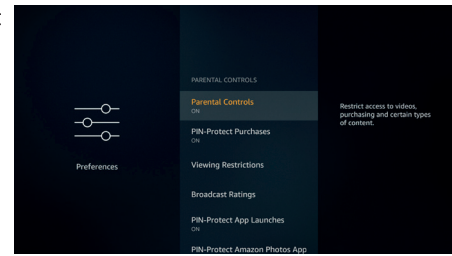 PARENTAL CONTROLS
Parental Controls
ON
PIN-Protect Purchases
ON
Viewing Restrictions
Broadcast Ratings
PIN-Protect App Launches
ON
PIN-Protect Amazon Photos App
Preferences
Restrict access to videos,
purchasing and certain types
of content.